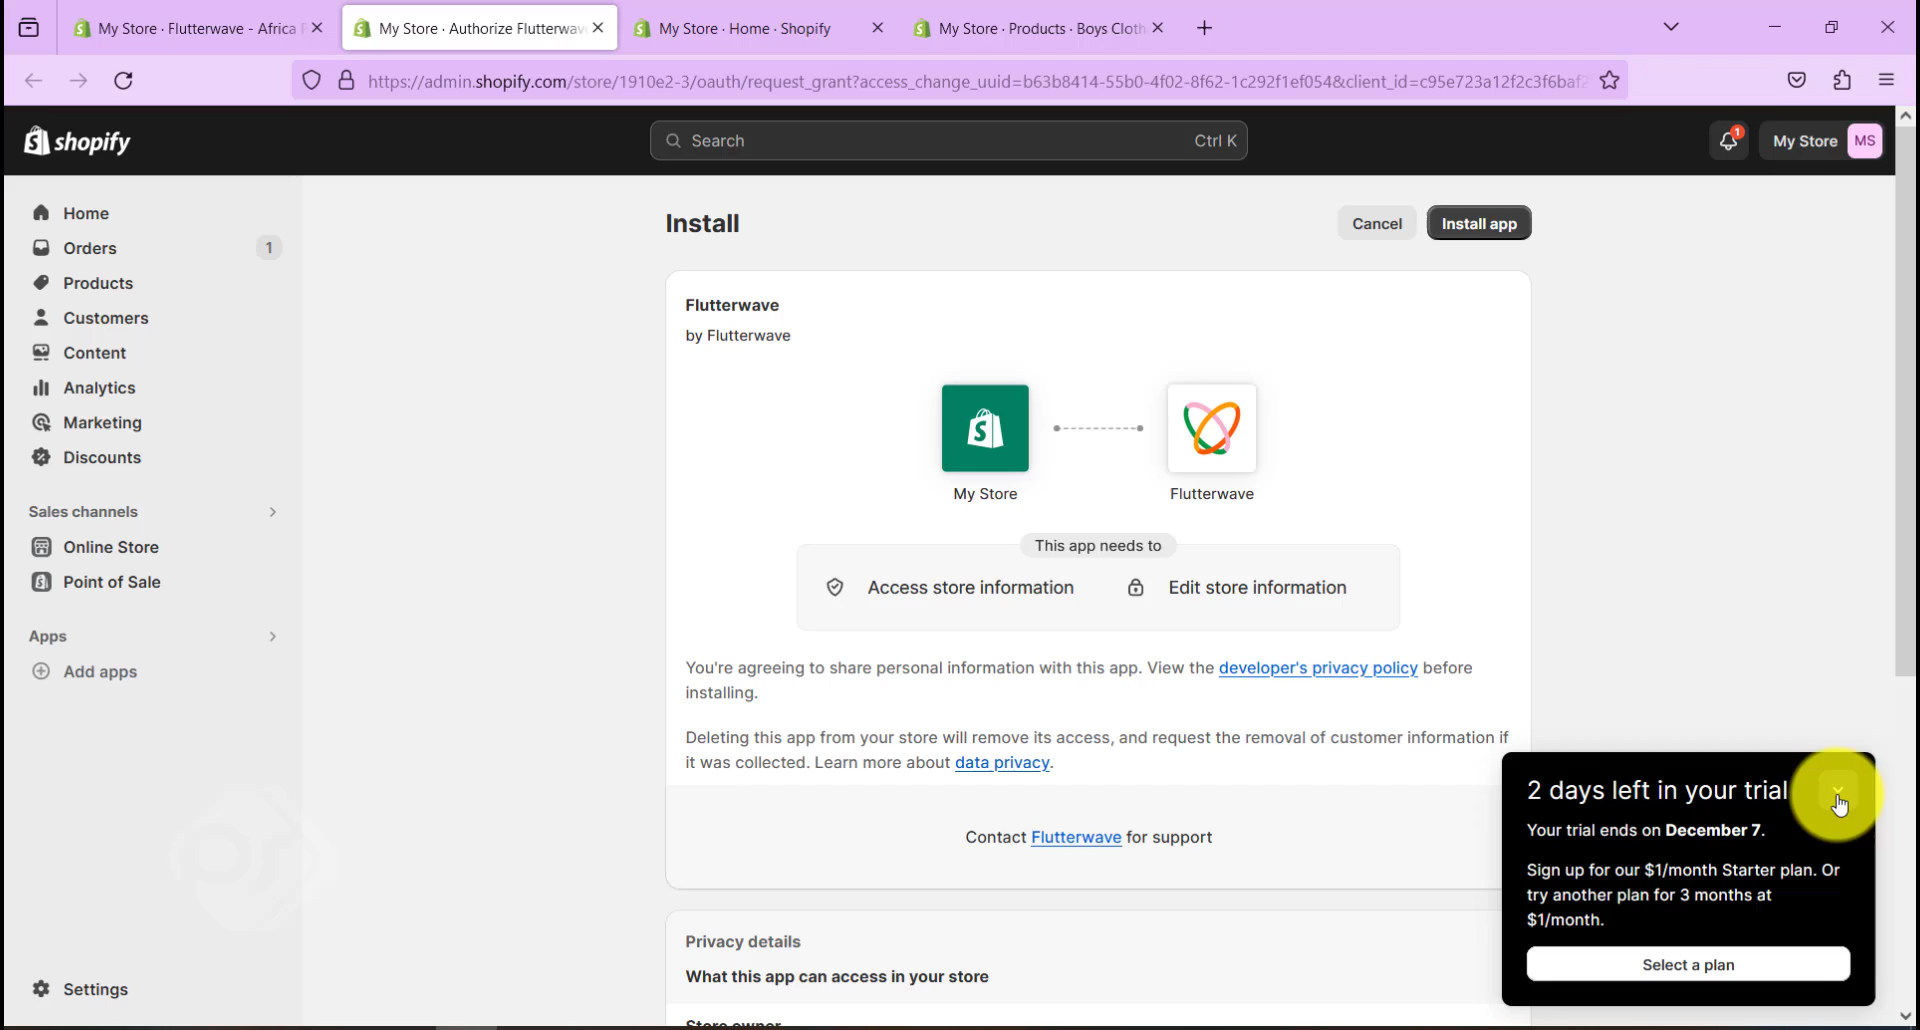 My Store · Flutterwave - Africa
My Store · Authorize Flutterwav
My Store · Home · Shopify
My Store · Products · Boys Cloth
https://admin.shopify.com/store/1910e2-3/oauth/request_grant?access_change_uuid=b63b8414-55b0-4f02-8f62-1c292f1ef054&client_id=c95e723a12f2c3f6baf2
shopify
Search
Ctrl K
1
My Store
MS
Home
Orders
1
Products
Customers
Content
Analytics
Marketing
Discounts
Sales channels
Online Store
Point of Sale
Apps
Add apps
Settings
Install
Cancel
Install app
Flutterwave
by Flutterwave
My Store
Flutterwave
This app needs to
Access store information
Edit store information
You're agreeing to share personal information with this app. View the developer's privacy policy before
installing.
Deleting this app from your store will remove its access, and request the removal of customer information if
it was collected. Learn more about data privacy.
Contact Flutterwave for support
Privacy details
What this app can access in your store
Store owner
2 days left in your trial
Your trial ends on December 7.
Sign up for our $1/month Starter plan. Or
try another plan for 3 months at
$1/month.
Select a plan